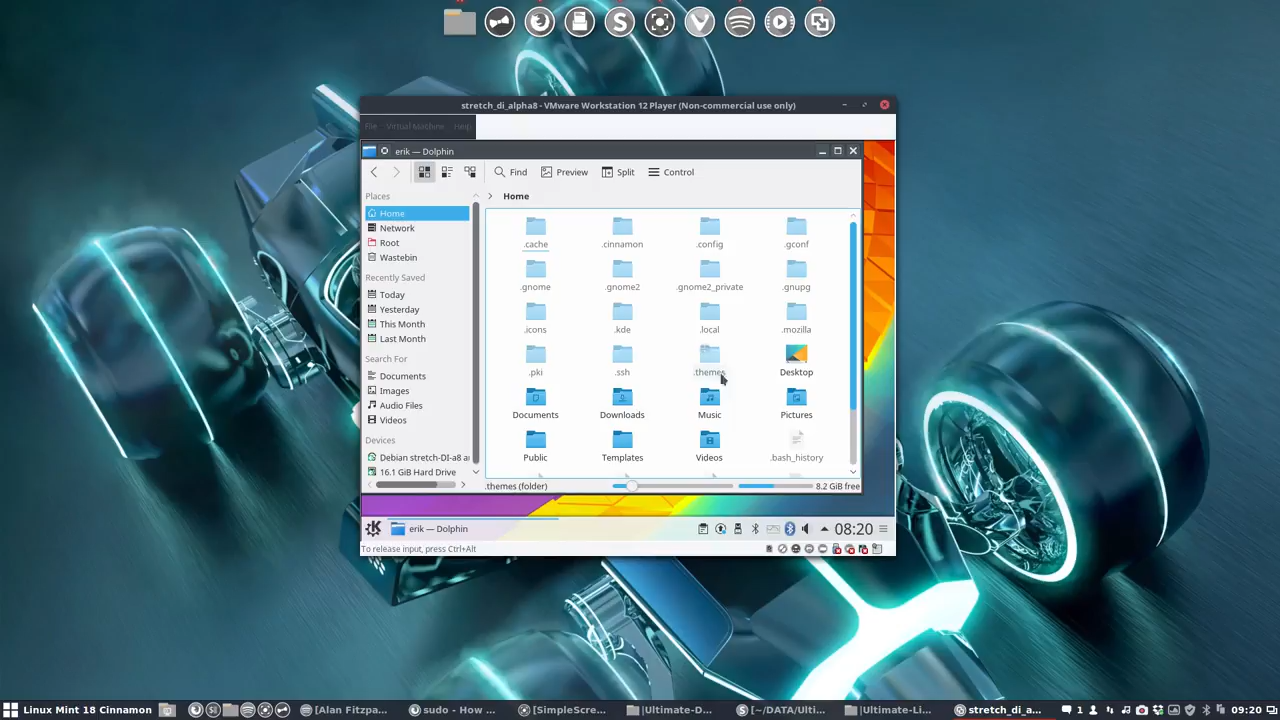 stretch_di_alpha8 - VMware Workstation 12 Player (Non-commercial use only)
File Virtual Machine Help
erik — Dolphin
Find Preview Split Control
Places
Home
Network
Root
Wastebin
Recently Saved
Today
Yesterday
This Month
Last Month
Search For
Documents
Images
Audio Files
Videos
Devices
Debian stretch-DI-a8 a
16.1 GiB Hard Drive
Home
.cache .cinnamon .config .gconf
.gnome .gnome2 .gnome2_private .gnupg
.icons .kde .local .mozilla
.pki .ssh .themes Desktop
Documents Downloads Music Pictures
Public Templates Videos .bash_history
.themes (folder) 8.2 GiB free
erik — Dolphin 08:20
To release input, press Ctrl+Alt
Linux Mint 18 Cinnamon [Alan Fitzpa... sudo - How ... [SimpleScre... |Ultimate-D... [~/DATA/Ulti... |Ultimate-Li... stretch_di_a... 1 09:20